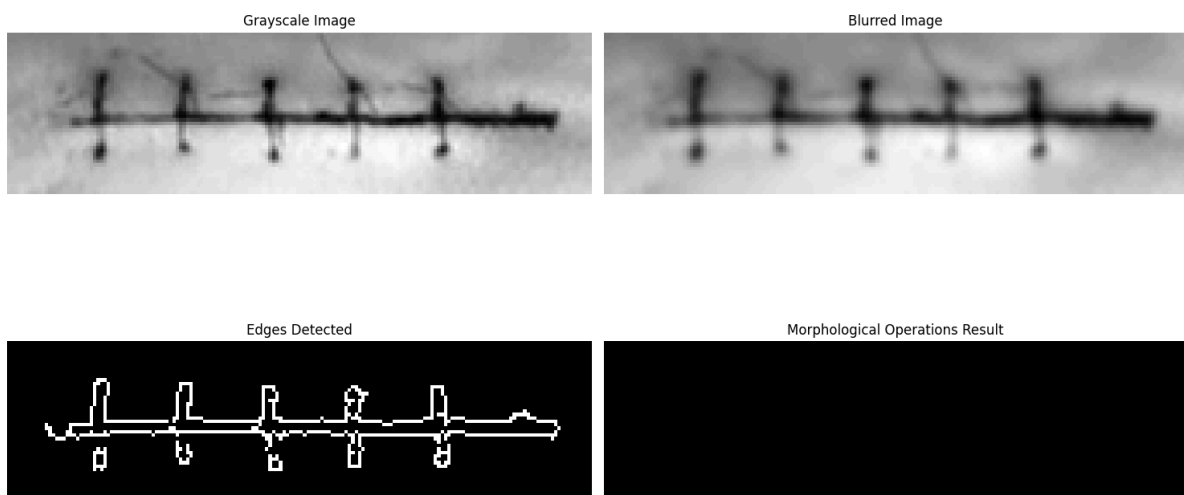 Grayscale Image
Blurred Image
Edges Detected
Morphological Operations Result